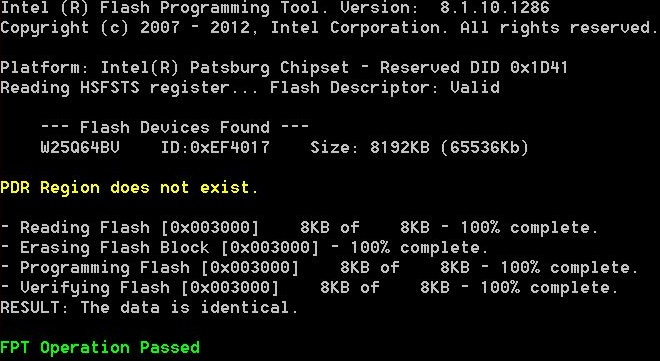 Intel (R) Flash Programming Tool. Version:  8.1.10.1286
Copyright (c) 2007 - 2012, Intel Corporation. All rights reserved.
Platform: Intel(R) Patsburg Chipset - Reserved DID 0x1D41
Reading HSFSTS register... Flash Descriptor: Valid
--- Flash Devices Found ---
W25Q64BV    ID:0xEF4017    Size: 8192KB (65536Kb)
PDR Region does not exist.
- Reading Flash [0x003000]    8KB of    8KB - 100% complete.
- Erasing Flash Block [0x003000] - 100% complete.
- Programming Flash [0x003000]    8KB of    8KB - 100% complete.
- Verifying Flash [0x003000]    8KB of    8KB - 100% complete.
RESULT: The data is identical.
FPT Operation Passed